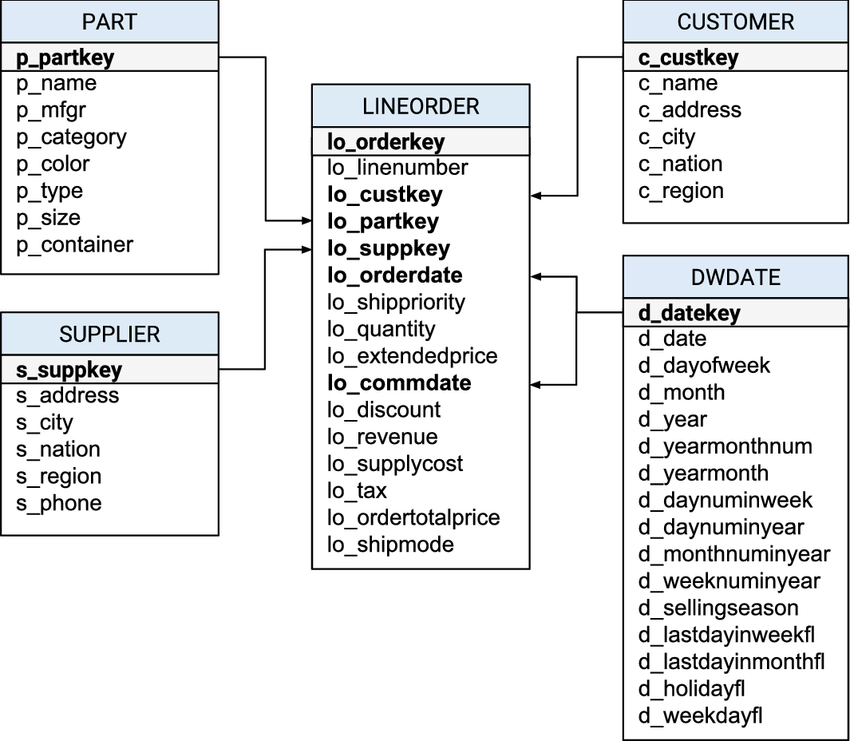 PART
p_partkey
p_name
p_mfgr
p_category
p_color
p_type
p_size
p_container
SUPPLIER
s_suppkey
s_address
s_city
s_nation
s_region
s_phone
LINEORDER
lo_orderkey
lo_linenumber
lo_custkey
lo_partkey
lo_suppkey
lo_orderdate
lo_shippriority
lo_quantity
lo_extendedprice
lo_commdate
lo_discount
lo_revenue
lo_supplycost
lo_tax
lo_ordertotalprice
lo_shipmode
CUSTOMER
c_custkey
c_name
c_address
c_city
c_nation
c_region
DWDATE
d_datekey
d_date
d_dayofweek
d_month
d_year
d_yearmonthnum
d_yearmonth
d_daynuminweek
d_daynuminyear
d_monthnuminyear
d_weeknuminyear
d_sellingseason
d_lastdayinweekfl
d_lastdayinmonthfl
d_holidayfl
d_weekdayfl